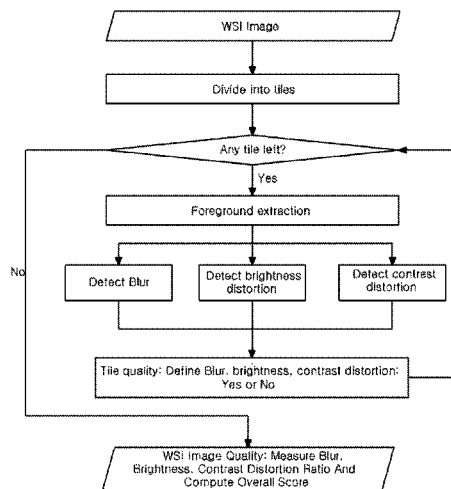 WSI Image
Divide into tiles
Any tile left?
Yes
Foreground extraction
No
Detect Blur
Detect brightness
distortion
Detect contrast
distortion
Tile quality: Define Blur, brightness, contrast distortion:
Yes or No
WSI Image Quality: Measure Blur,
Brightness, Contrast Distortion Ratio And
Compute Overall Score